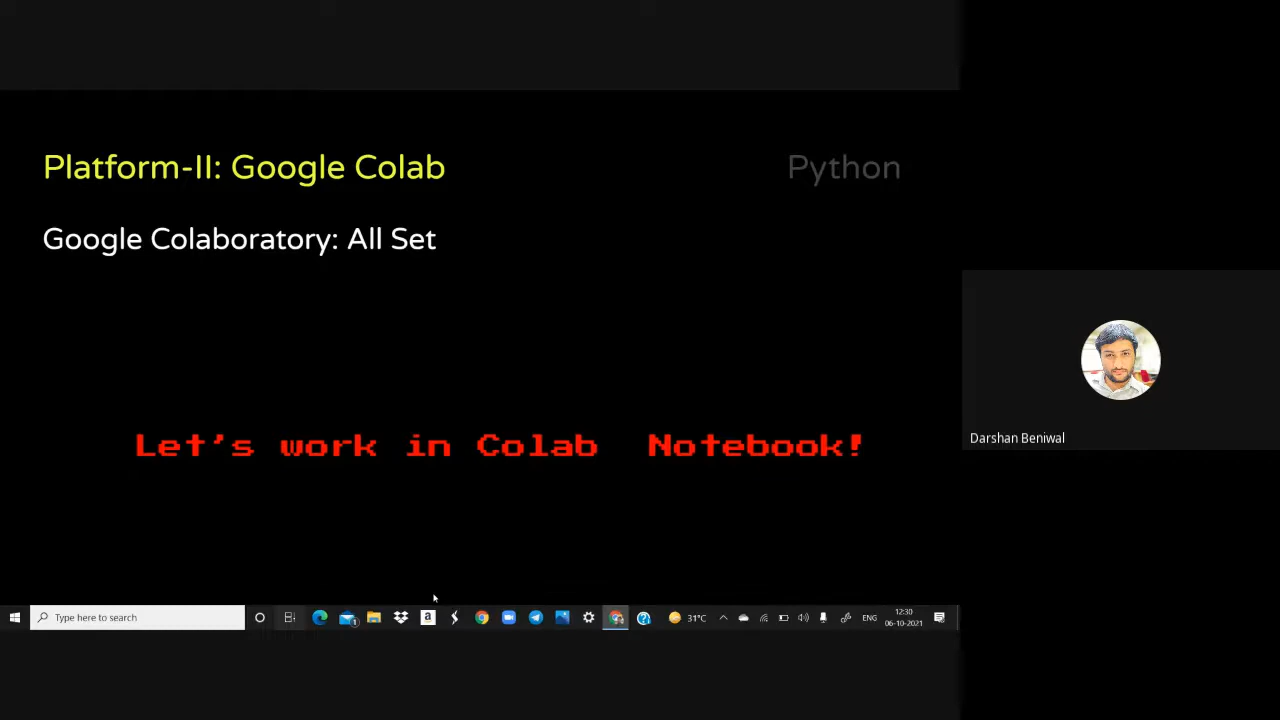 Platform-II: Google Colab
Python
Google Colaboratory: All Set
Let's work in Colab Notebook!
Darshan Beniwal
Type here to search
1
a
31°C
ENG
12:30
06-10-2021